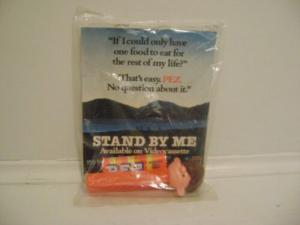 "If I could only have
one food to eat for
the rest of my life?"
"That's easy, PEZ.
No question about it."
STAND BY ME
Available on Videocassette
PEZ